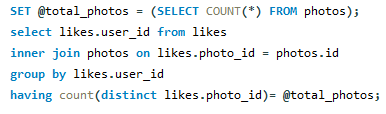 SET @total_photos = (SELECT COUNT(*) FROM photos);
select likes.user_id from likes
inner join photos on likes.photo_id = photos.id
group by likes.user_id
having count(distinct likes.photo_id)= @total_photos;